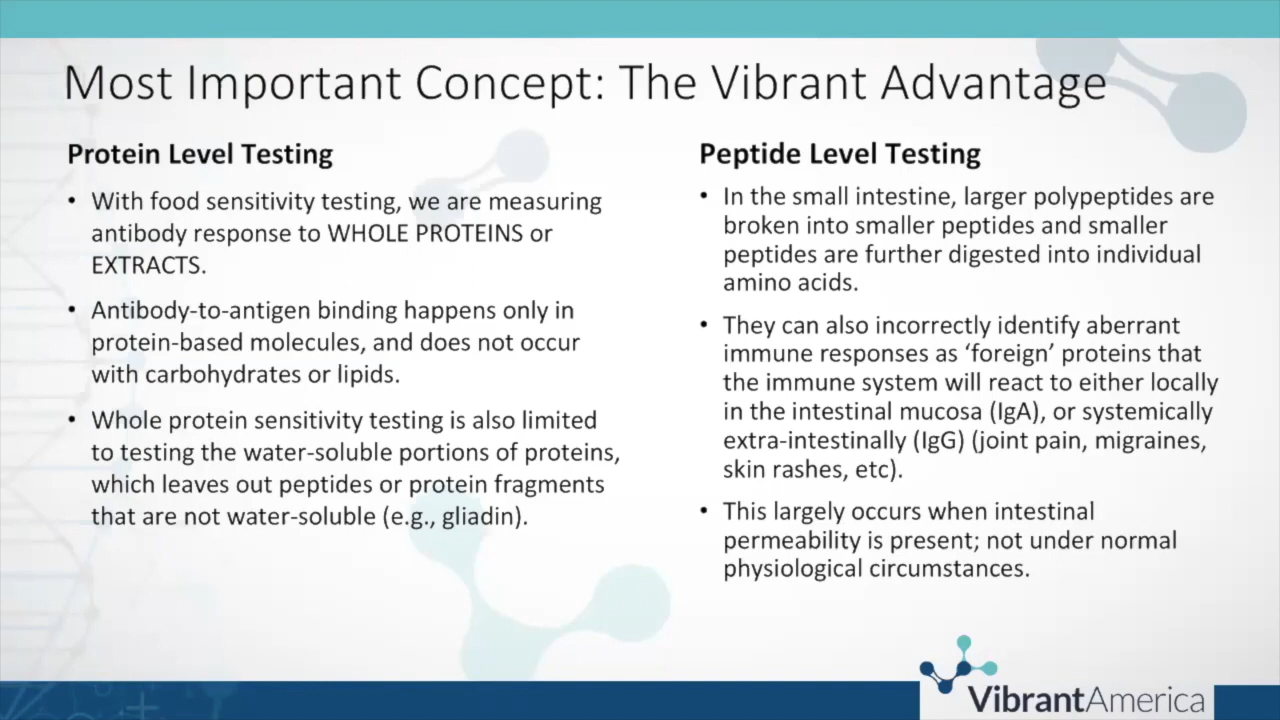 Most Important Concept: The Vibrant Advantage
Protein Level Testing
• With food sensitivity testing, we are measuring
antibody response to WHOLE PROTEINS or
EXTRACTS.
• Antibody-to-antigen binding happens only in
protein-based molecules, and does not occur
with carbohydrates or lipids.
• Whole protein sensitivity testing is also limited
to testing the water-soluble portions of proteins,
which leaves out peptides or protein fragments
that are not water-soluble (e.g., gliadin).
Peptide Level Testing
• In the small intestine, larger polypeptides are
broken into smaller peptides and smaller
peptides are further digested into individual
amino acids.
• They can also incorrectly identify aberrant
immune responses as ‘foreign’ proteins that
the immune system will react to either locally
in the intestinal mucosa (IgA), or systemically
extra-intestinally (IgG) (joint pain, migraines,
skin rashes, etc).
• This largely occurs when intestinal
permeability is present; not under normal
physiological circumstances.
VibrantAmerica